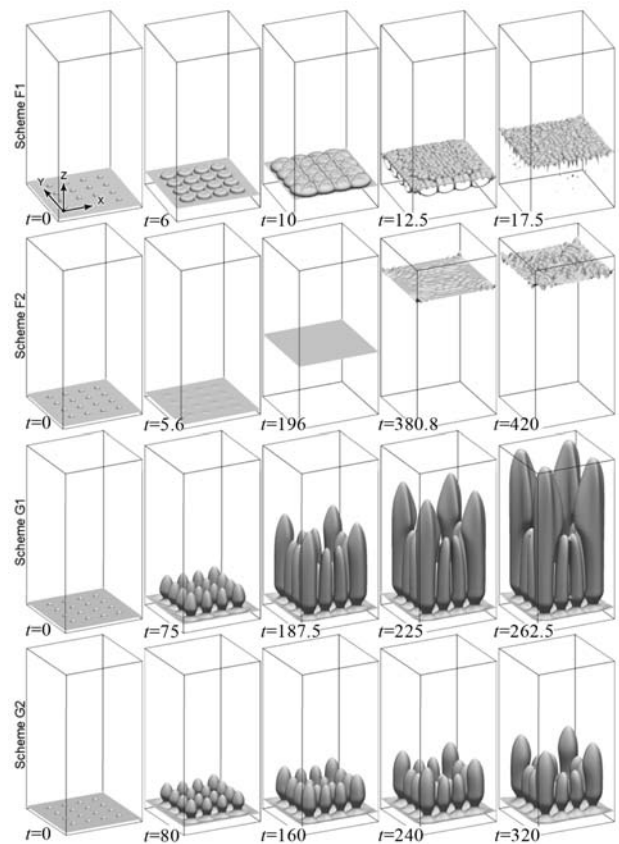 Scheme F1
Z
Y
X
t=0
t=6
t=10
t=12.5
t=17.5
Scheme F2
t=0
t=5.6
t=196
t=380.8
t=420
Scheme G1
t=0
t=75
t=187.5
t=225
t=262.5
Scheme G2
t=0
t=80
t=160
t=240
t=320